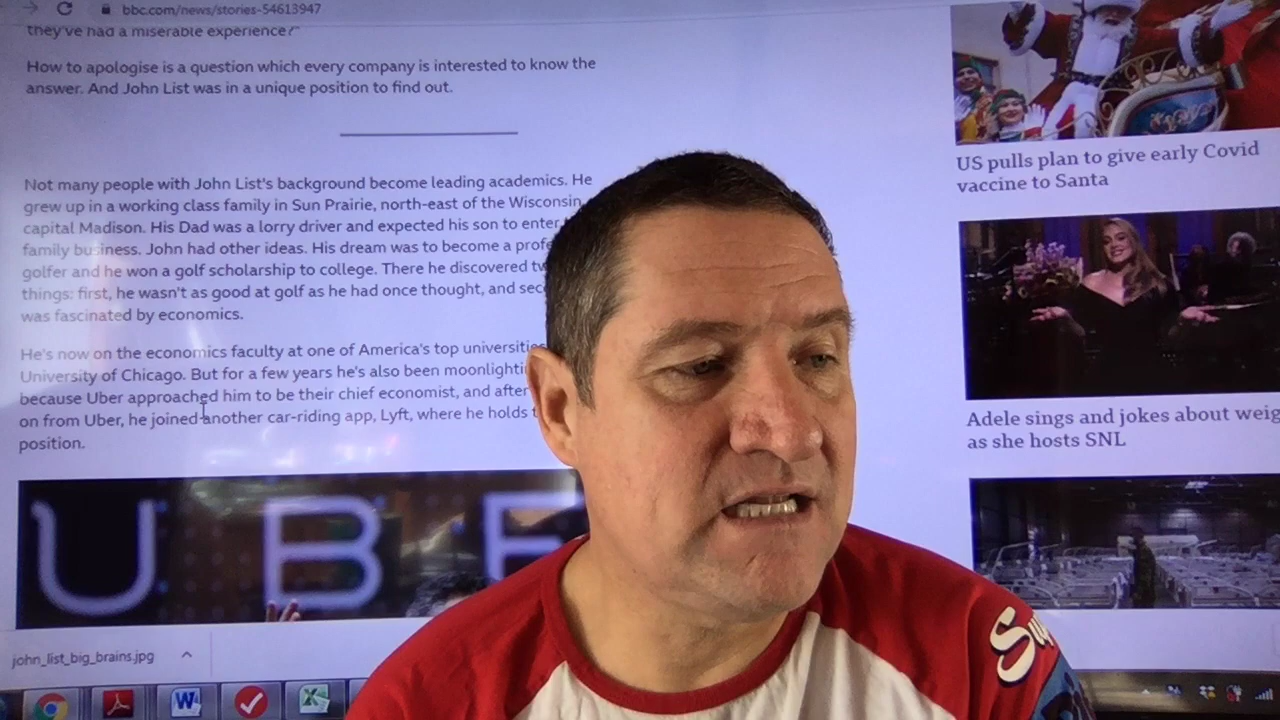 bbc.com/news/stories-54613947
they've had a miserable experience?"
How to apologise is a question which every company is interested to know the
answer. And John List was in a unique position to find out.
Not many people with John List's background become leading academics. He
grew up in a working class family in Sun Prairie, north-east of the Wisconsin
capital Madison. His Dad was a lorry driver and expected his son to enter
family business. John had other ideas. His dream was to become a profe
golfer and he won a golf scholarship to college. There he discovered tw
things: first, he wasn't as good at golf as he had once thought, and sec
was fascinated by economics.
He's now on the economics faculty at one of America's top universities
University of Chicago. But for a few years he's also been moonlighti
because Uber approached him to be their chief economist, and after
on from Uber, he joined another car-riding app, Lyft, where he holds t
position.
UBE
john_list_big_brains.jpg
US pulls plan to give early Covid
vaccine to Santa
Adele sings and jokes about weig
as she hosts SNL
Su